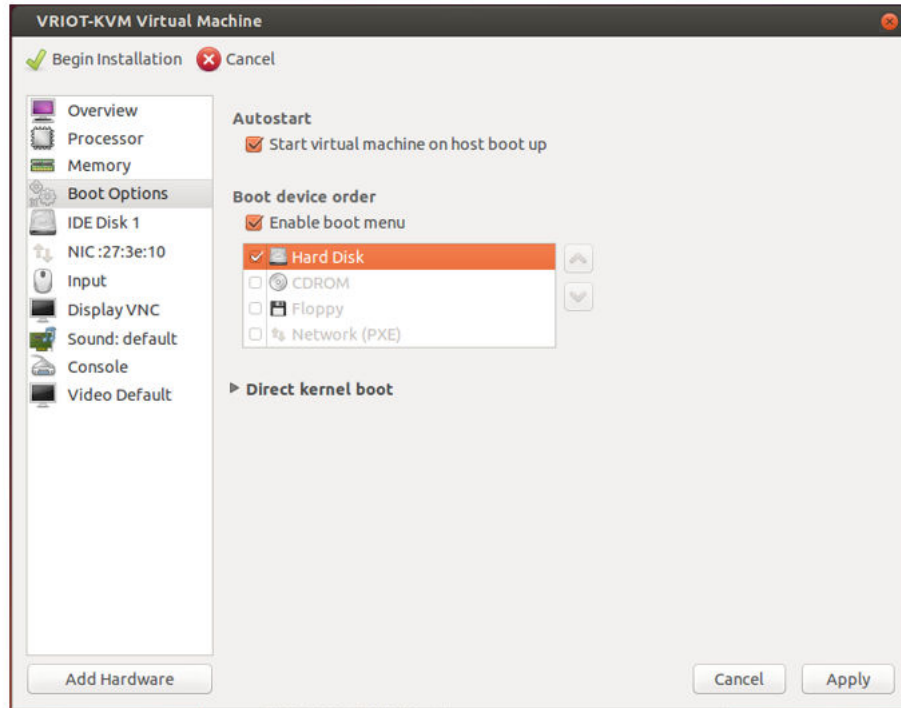 VRIOT-KVM Virtual Machine
Begin Installation
Cancel
Overview
Processor
Memory
Boot Options
IDE Disk 1
NIC :27:3e:10
Input
Display VNC
Sound: default
Console
Video Default
Add Hardware
Autostart
Start virtual machine on host boot up
Boot device order
Enable boot menu
Hard Disk
CDROM
Floppy
Network (PXE)
Direct kernel boot
Cancel
Apply